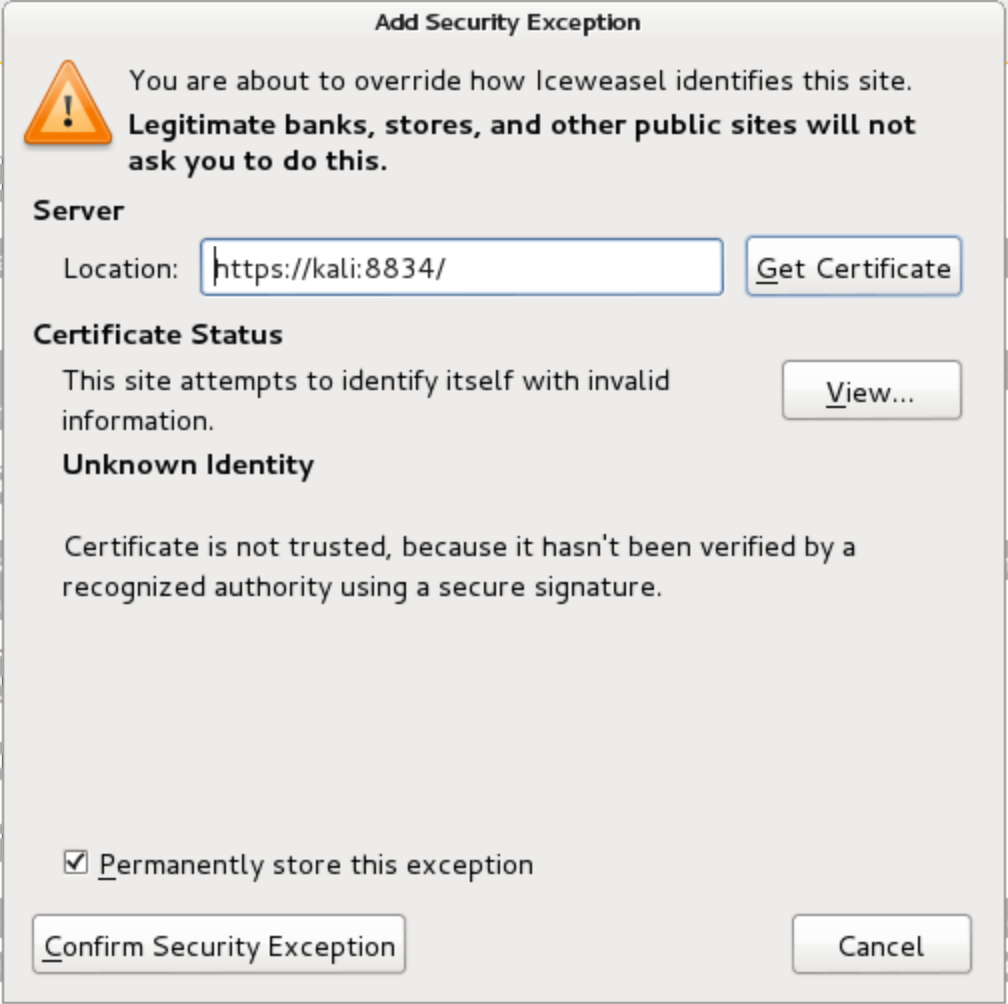 Add Security Exception
You are about to override how Iceweasel identifies this site.
Legitimate banks, stores, and other public sites will not
ask you to do this.
Server
Location: https://kali:8834/ Get Certificate
Certificate Status
This site attempts to identify itself with invalid
information.
View...
Unknown Identity
Certificate is not trusted, because it hasn't been verified by a
recognized authority using a secure signature.
Permanently store this exception
Confirm Security Exception Cancel